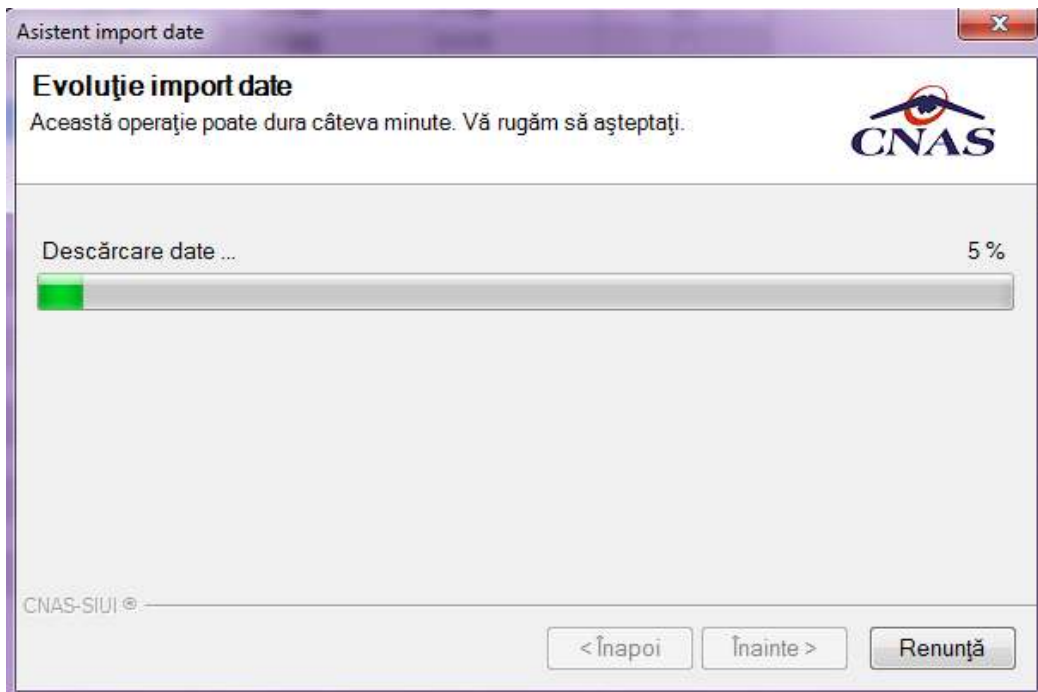 Asistent import date
Evoluţie import date
Această operaţie poate dura câteva minute. Vă rugăm să aşteptaţi.
CNAS
Descărcare date ... 5 %
CNAS-SIUI ®
< Înapoi Înainte > Renunţă